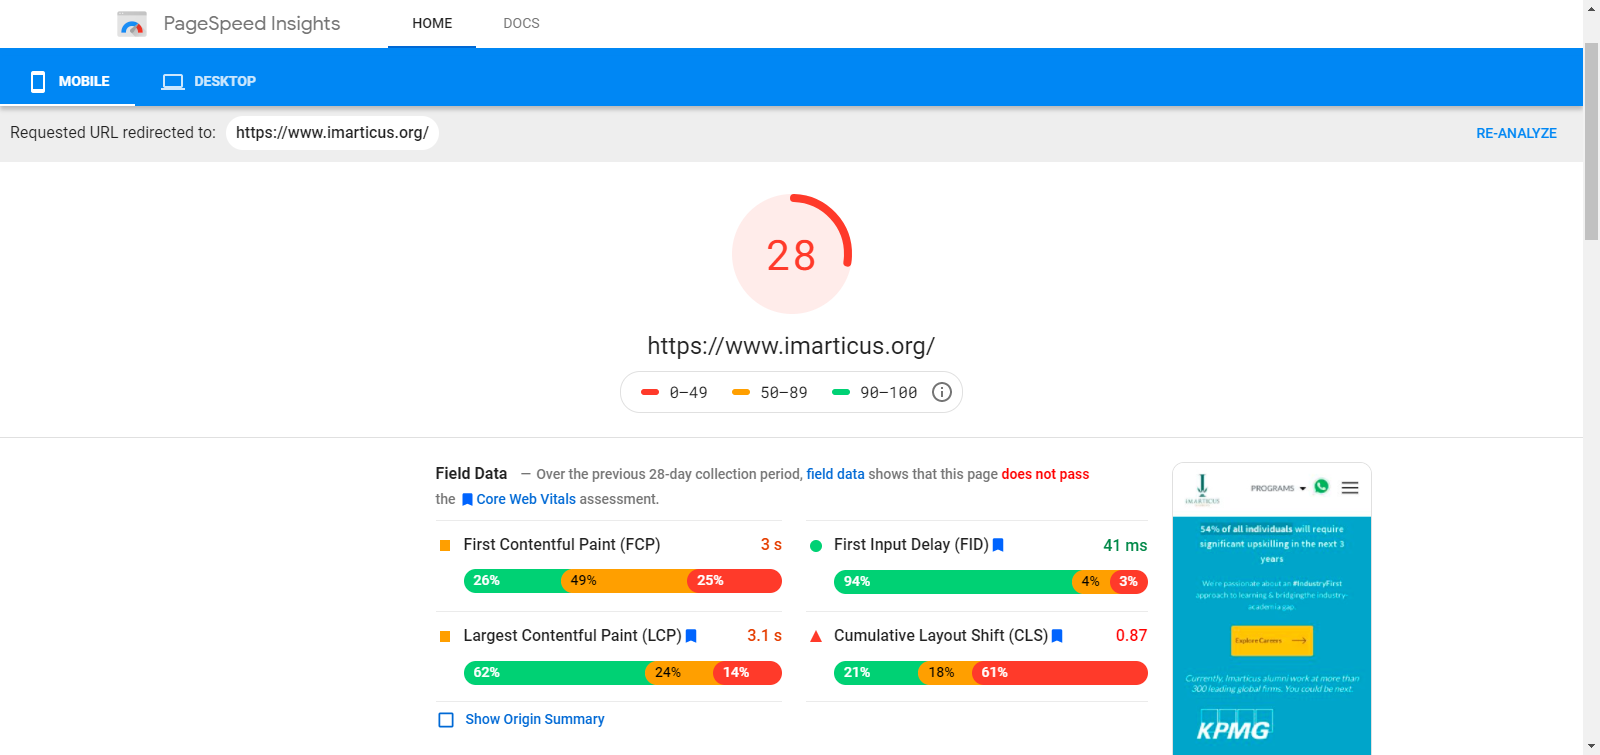 PageSpeed Insights
HOME
DOCS
MOBILE
DESKTOP
Requested URL redirected to: https://www.imarticus.org/
RE-ANALYZE
28
https://www.imarticus.org/
0–49
50–89
90–100
Field Data — Over the previous 28-day collection period, field data shows that this page does not pass
the Core Web Vitals assessment.
First Contentful Paint (FCP) 3 s
26% 49% 25%
First Input Delay (FID) 41 ms
94% 4% 3%
Largest Contentful Paint (LCP) 3.1 s
62% 24% 14%
Cumulative Layout Shift (CLS) 0.87
21% 18% 61%
Show Origin Summary
IMARTICUS
PROGRAMS
54% of all individuals will require
significant upskilling in the next 3
years
We're passionate about an #IndustryFirst
approach to learning & bridgingthe industry-
academia gap.
Explore Careers
Currently, Imarticus alumni work at more than
300 leading global firms. You could be next.
KPMG